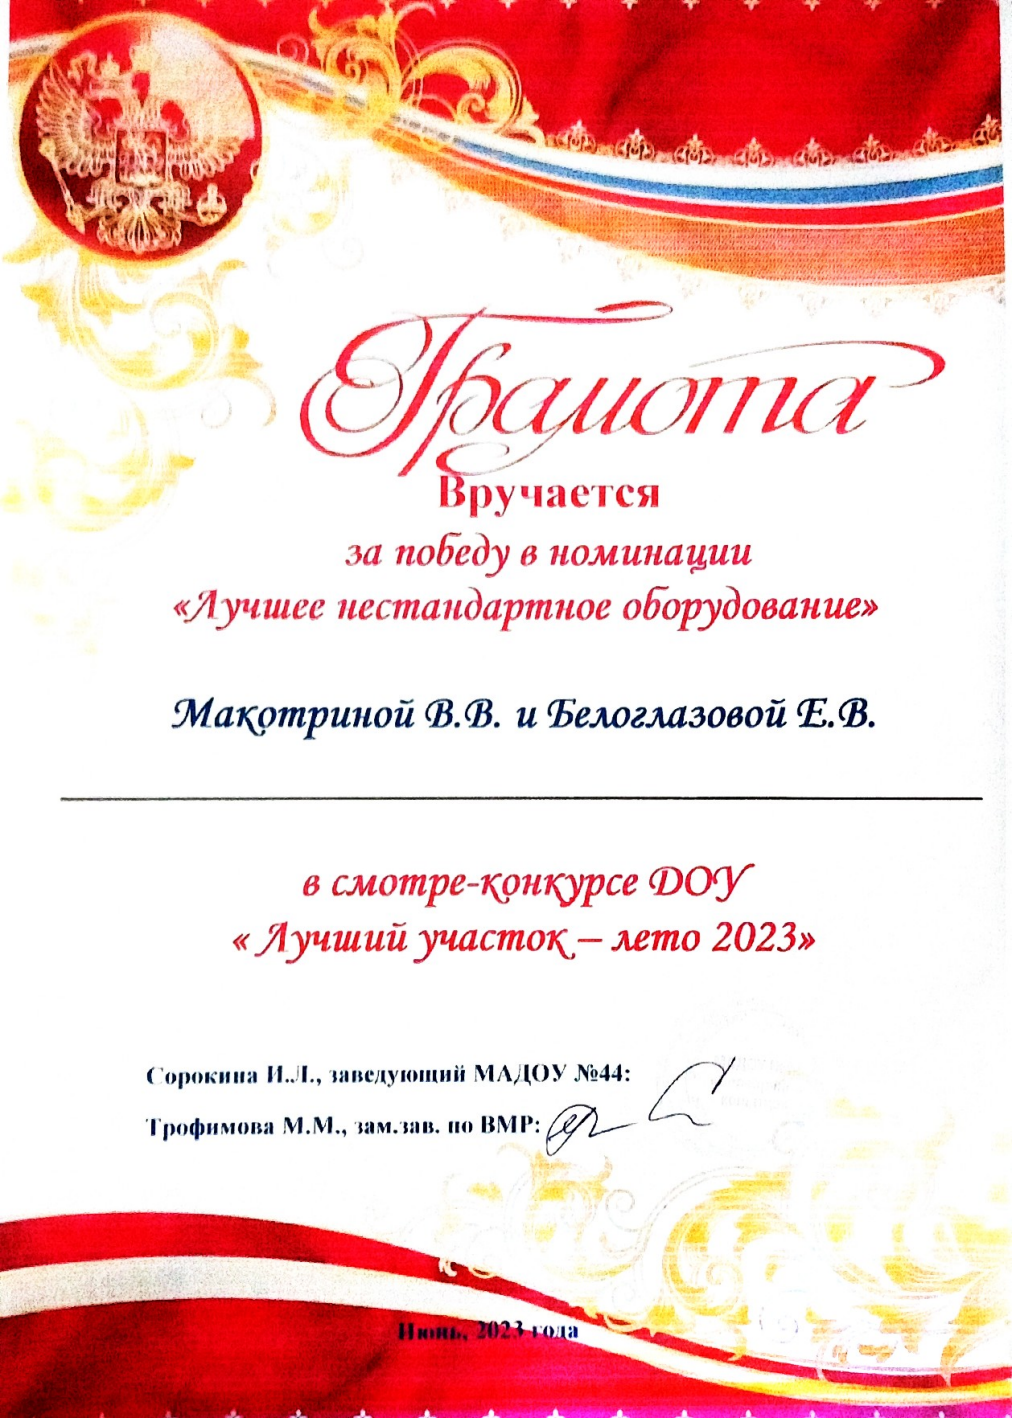 Грамота
Вручается
за победу в номинации
«Лучшее нестандартное оборудование»
Макотриной В.В. и Белоглазовой Е.В.
в смотре-конкурсе ДОУ
« Лучший участок – лето 2023»
Сорокина И.Л., заведующий МАДОУ №44:
Трофимова М.М., зам.зав. по ВМР:
Июнь, 2023 года